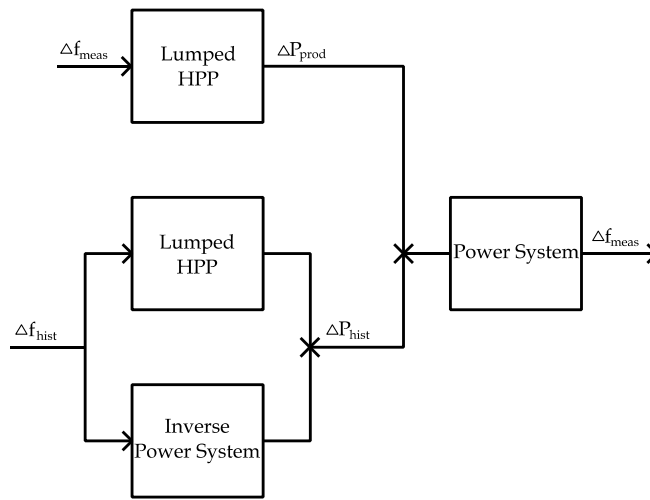 △f_meas
Lumped
HPP
△P_prod
Lumped
HPP
Power System
△f_meas
△f_hist
△P_hist
Inverse
Power System